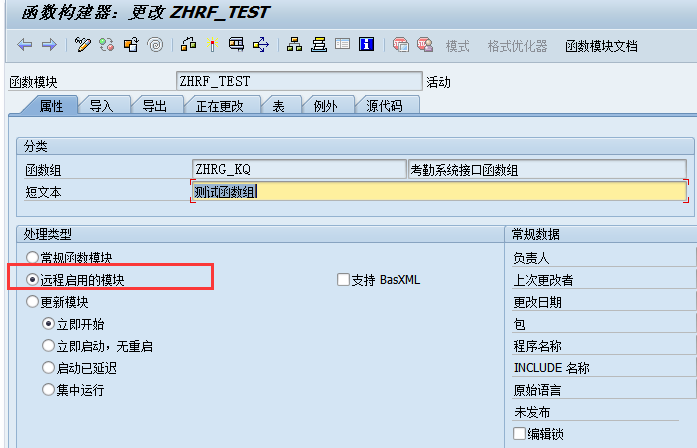 函数构建器：更改 ZHRF_TEST
模式 格式优化器 函数模块文档
函数模块 ZHRF_TEST 活动
属性 导入 导出 正在更改 表 例外 源代码
分类
函数组 ZHRG_KQ 考勤系统接口函数组
短文本 测试函数组
处理类型 常规数据
常规函数模块 负责人
远程启用的模块 支持 BasXML 上次更改者
更新模块 更改日期
立即开始 包
立即启动，无重启 程序名称
启动已延迟 INCLUDE 名称
集中运行 原始语言
未发布
编辑锁